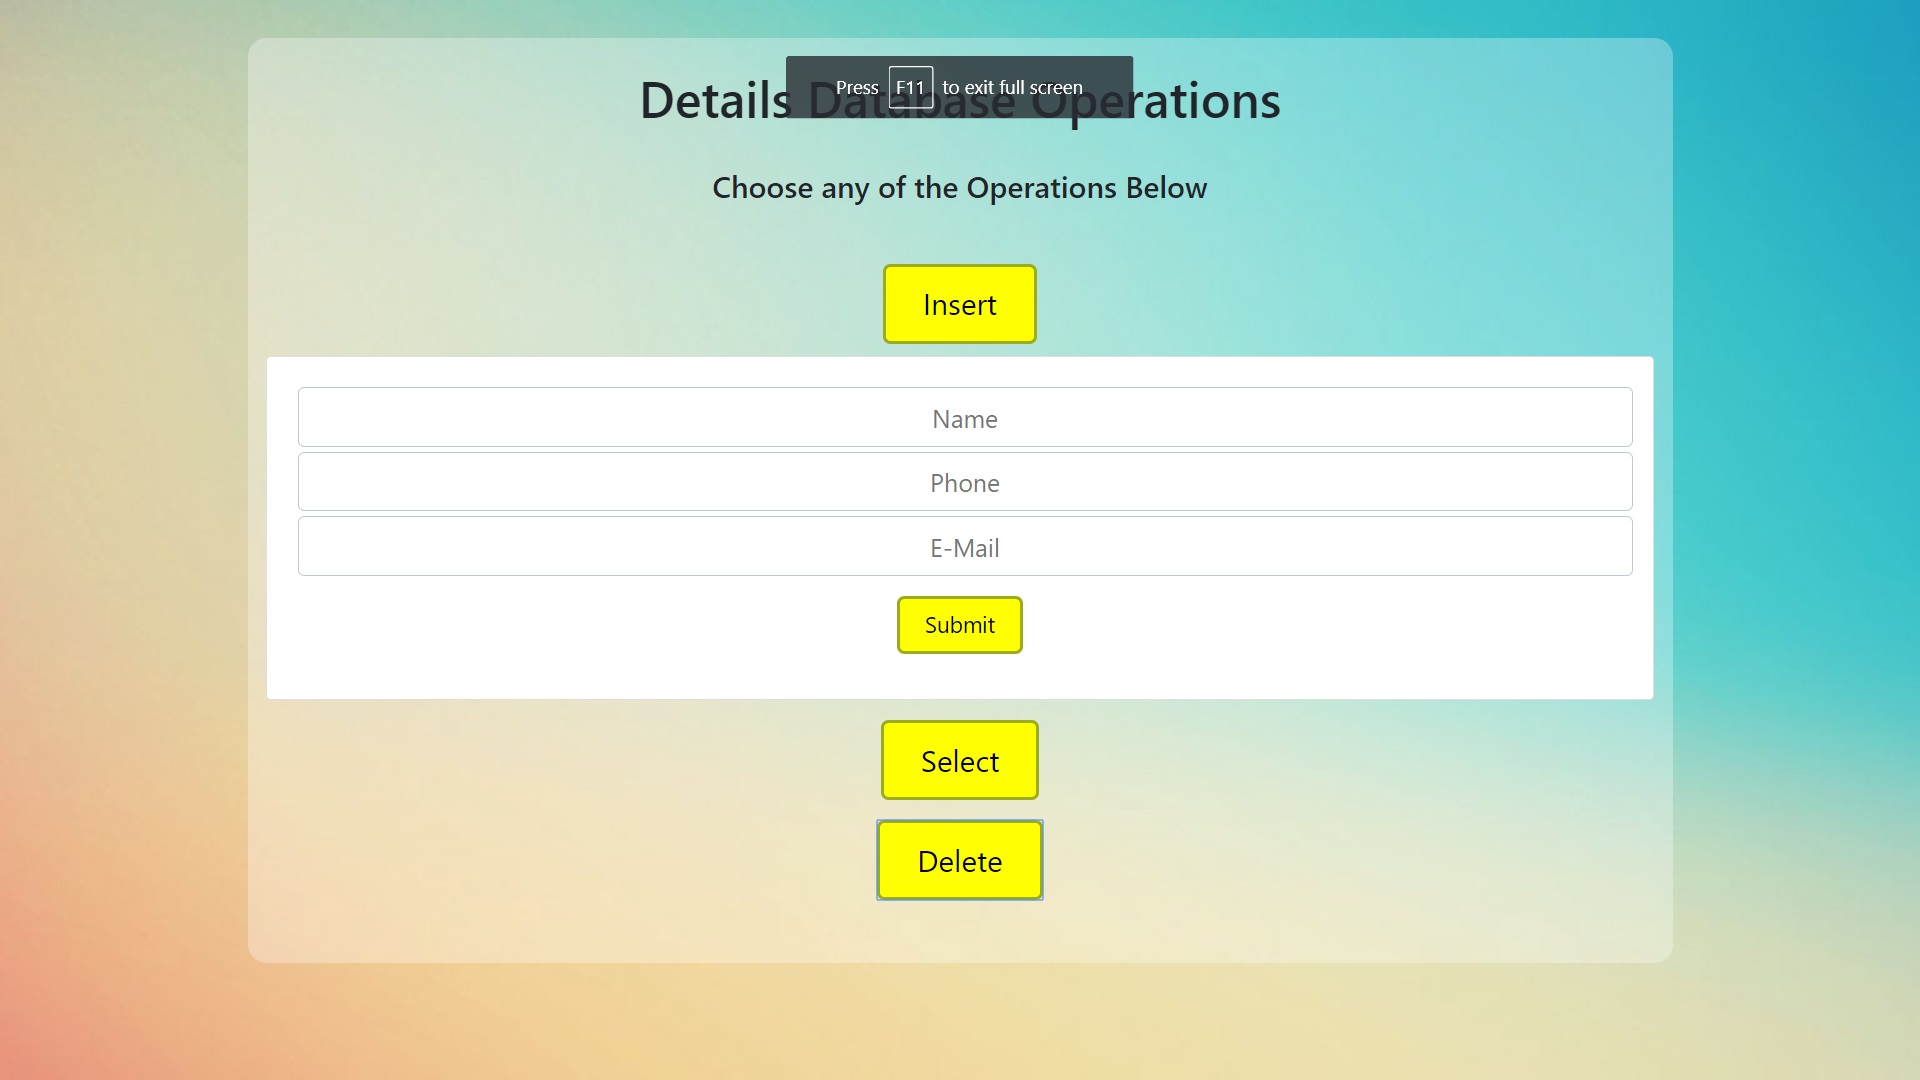 Press F11 to exit full screen
Details Database Operations
Choose any of the Operations Below
Insert
Name
Phone
E-Mail
Submit
Select
Delete